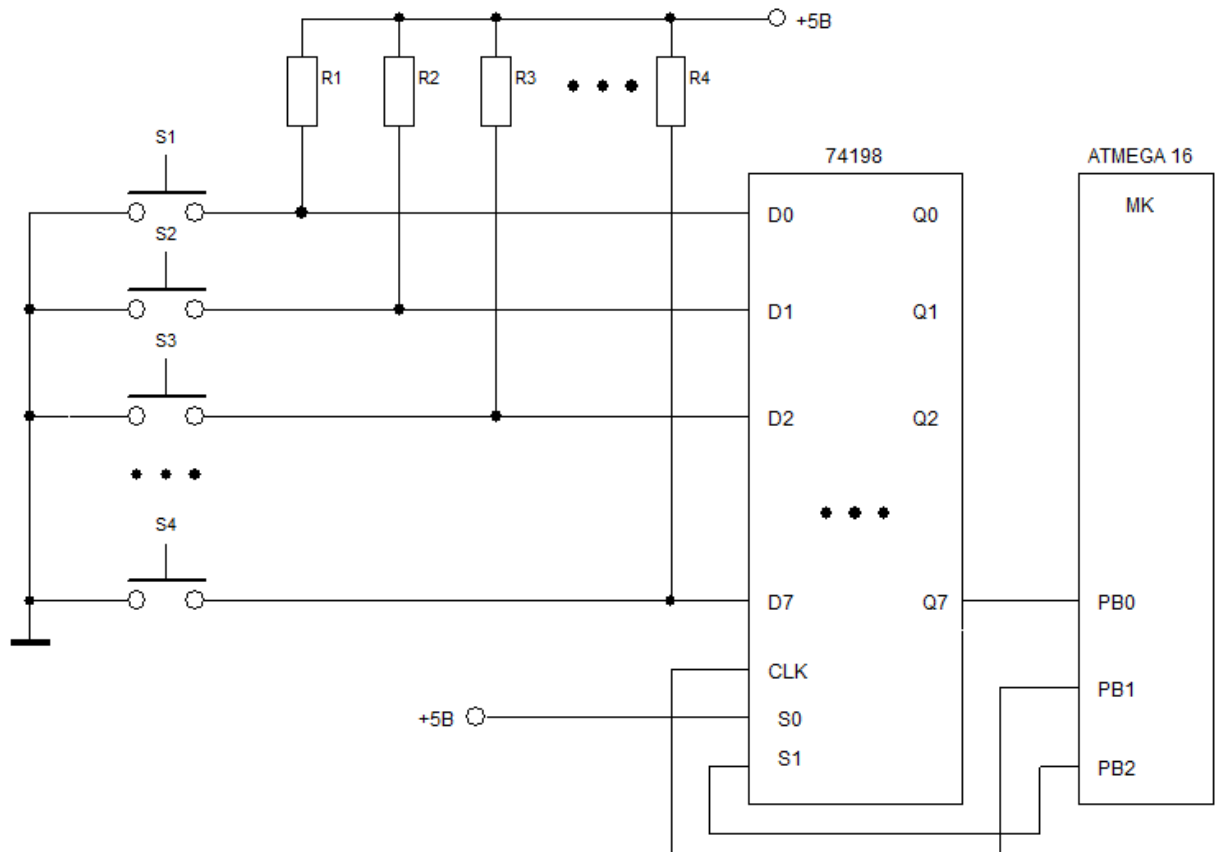 +5В
R1
R2
R3
R4
S1
74198
ATMEGA 16
D0
Q0
MK
S2
D1
Q1
S3
D2
Q2
S4
D7
Q7
PB0
CLK
PB1
+5В
S0
S1
PB2